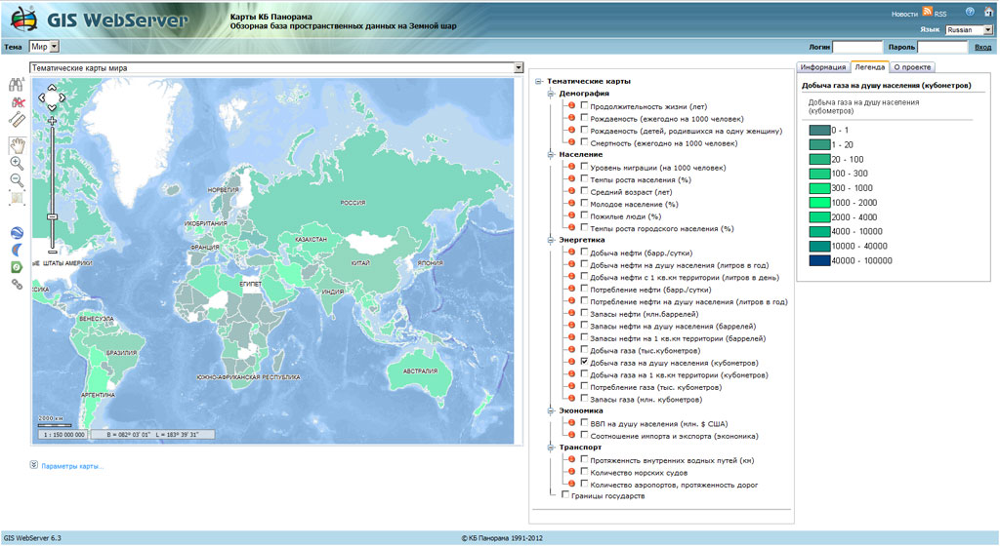 GIS WebServer
Карты КБ Панорама
Обзорная база пространственных данных на Земной шар
Новости RSS
Язык Russian
Тема Мир
Логин Пароль Вход
Тематические карты мира
НОРВЕГИЯ
РОССИЯ
ИКОБРИТАНИЯ
КАЗАХСТАН
ФРАНЦИЯ
ЫЕ ШТАТЫ АМЕРИКИ
КИТАЙ
ЯПОНИЯ
ЕГИПЕТ
КСИКА
ИНДИЯ
ВЕНЕСУЭЛА
БРАЗИЛИЯ
ЮЖНО-АФРИКАНСКАЯ РЕСПУБЛИКА
АВСТРАЛИЯ
АРГЕНТИНА
2000 км
1 : 150 000 000 B = 082° 03' 01" L = 183° 39' 31"
Параметры карты...
Тематические карты
Демография
Продолжительность жизни (лет)
Рождаемость (ежегодно на 1000 человек)
Рождаемость (детей, родившихся на одну женщину)
Смертность (ежегодно на 1000 человек)
Население
Уровень миграции (на 1000 человек)
Темпы роста населения (%)
Средний возраст (лет)
Молодое население (%)
Пожилые люди (%)
Темпы роста городского населения (%)
Энергетика
Добыча нефти (барр./сутки)
Добыча нефти на душу населения (литров в год)
Добыча нефти с 1 кв.км территории (литров в день)
Потребление нефти (барр./сутки)
Потребление нефти на душу населения (литров в год)
Запасы нефти (млн.баррелей)
Запасы нефти на душу населения (баррелей)
Запасы нефти на 1 кв.км территории (баррелей)
Добыча газа (тыс.кубометров)
Добыча газа на душу населения (кубометров)
Добыча газа на 1 кв.км территории (кубометров)
Потребление газа (тыс. кубометров)
Запасы газа (млн. кубометров)
Экономика
ВВП на душу населения (млн. $ США)
Соотношение импорта и экспорта (экономика)
Транспорт
Протяженнсть внутренних водных путей (км)
Количество морских судов
Количество аэропортов, протяженность дорог
Границы государств
Информация Легенда О проекте
Добыча газа на душу населения (кубометров)
Добыча газа на душу населения
(кубометров)
0 - 1
1 - 20
20 - 100
100 - 300
300 - 1000
1000 - 2000
2000 - 4000
4000 - 10000
10000 - 40000
40000 - 100000
GIS WebServer 6.3
© КБ Панорама 1991-2012